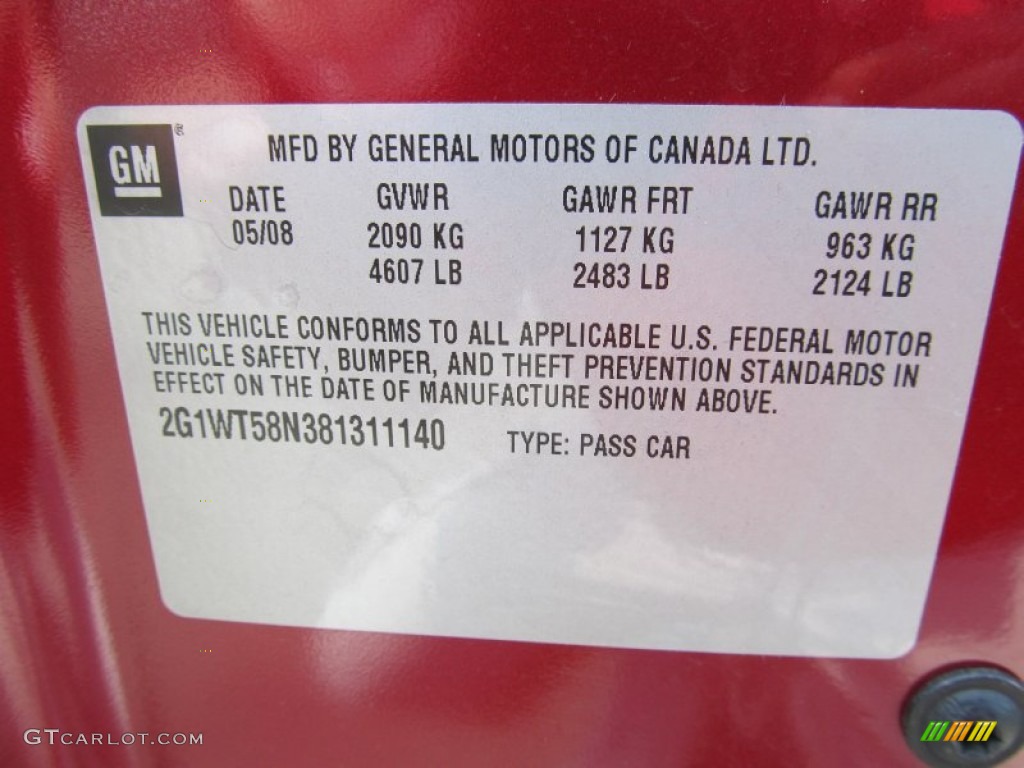 GM
MFD BY GENERAL MOTORS OF CANADA LTD.
DATE GVWR GAWR FRT GAWR RR
05/08 2090 KG 1127 KG 963 KG
4607 LB 2483 LB 2124 LB
THIS VEHICLE CONFORMS TO ALL APPLICABLE U.S. FEDERAL MOTOR
VEHICLE SAFETY, BUMPER, AND THEFT PREVENTION STANDARDS IN
EFFECT ON THE DATE OF MANUFACTURE SHOWN ABOVE.
2G1WT58N381311140 TYPE: PASS CAR
GTCARLOT.COM